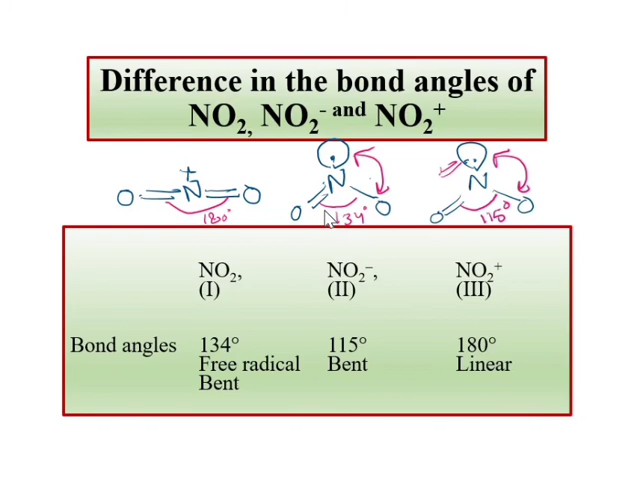 Difference in the bond angles of
NO₂, NO₂⁻ and NO₂⁺
O=N⁺=O
180°
N
O O
134°
N
O O
115°
NO₂, NO₂⁻, NO₂⁺
(I) (II) (III)
Bond angles 134° 115° 180°
Free radical Bent Linear
Bent